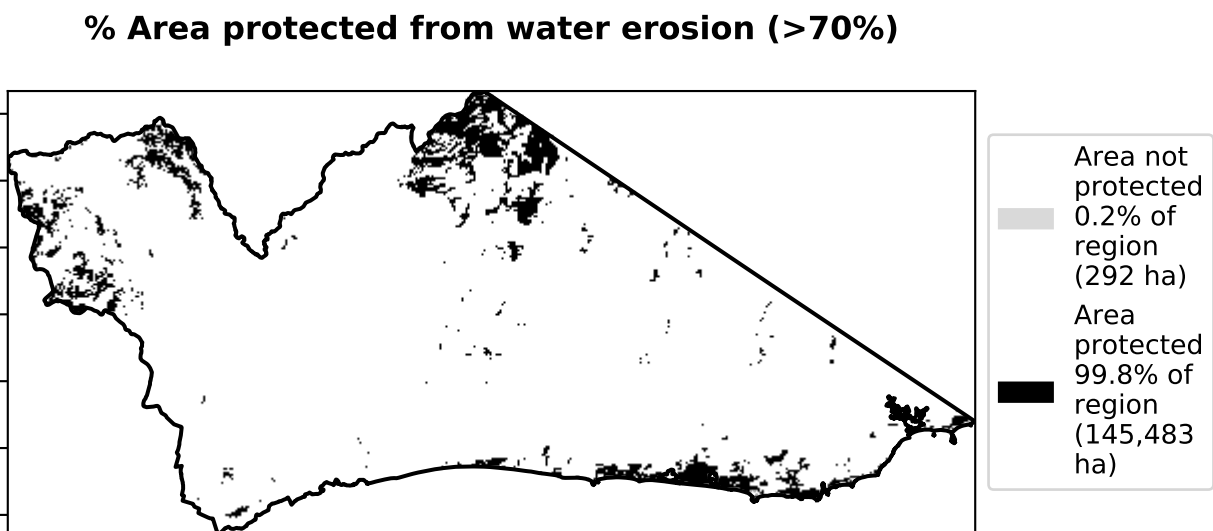 % Area protected from water erosion (>70%)
Area not
protected
0.2% of
region
(292 ha)
Area
protected
99.8% of
region
(145,483
ha)